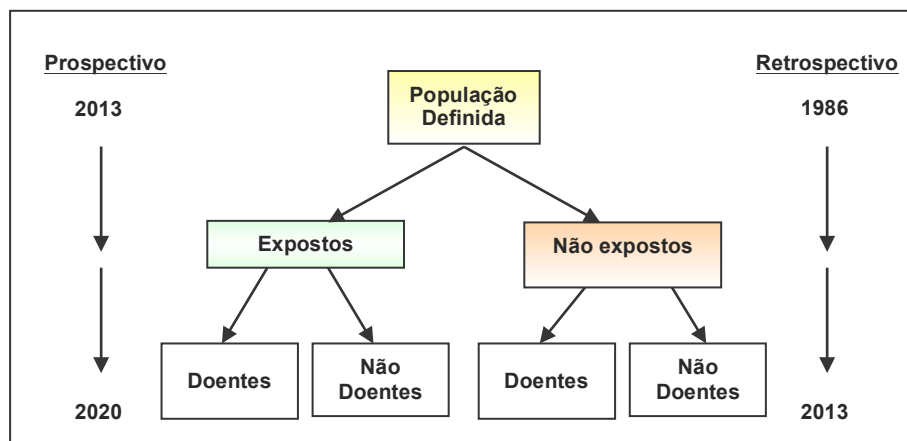 Prospectivo
2013
Retrospectivo
1986
População
Definida
Expostos
Não expostos
Doentes
Não
Doentes
Doentes
Não
Doentes
2020
2013